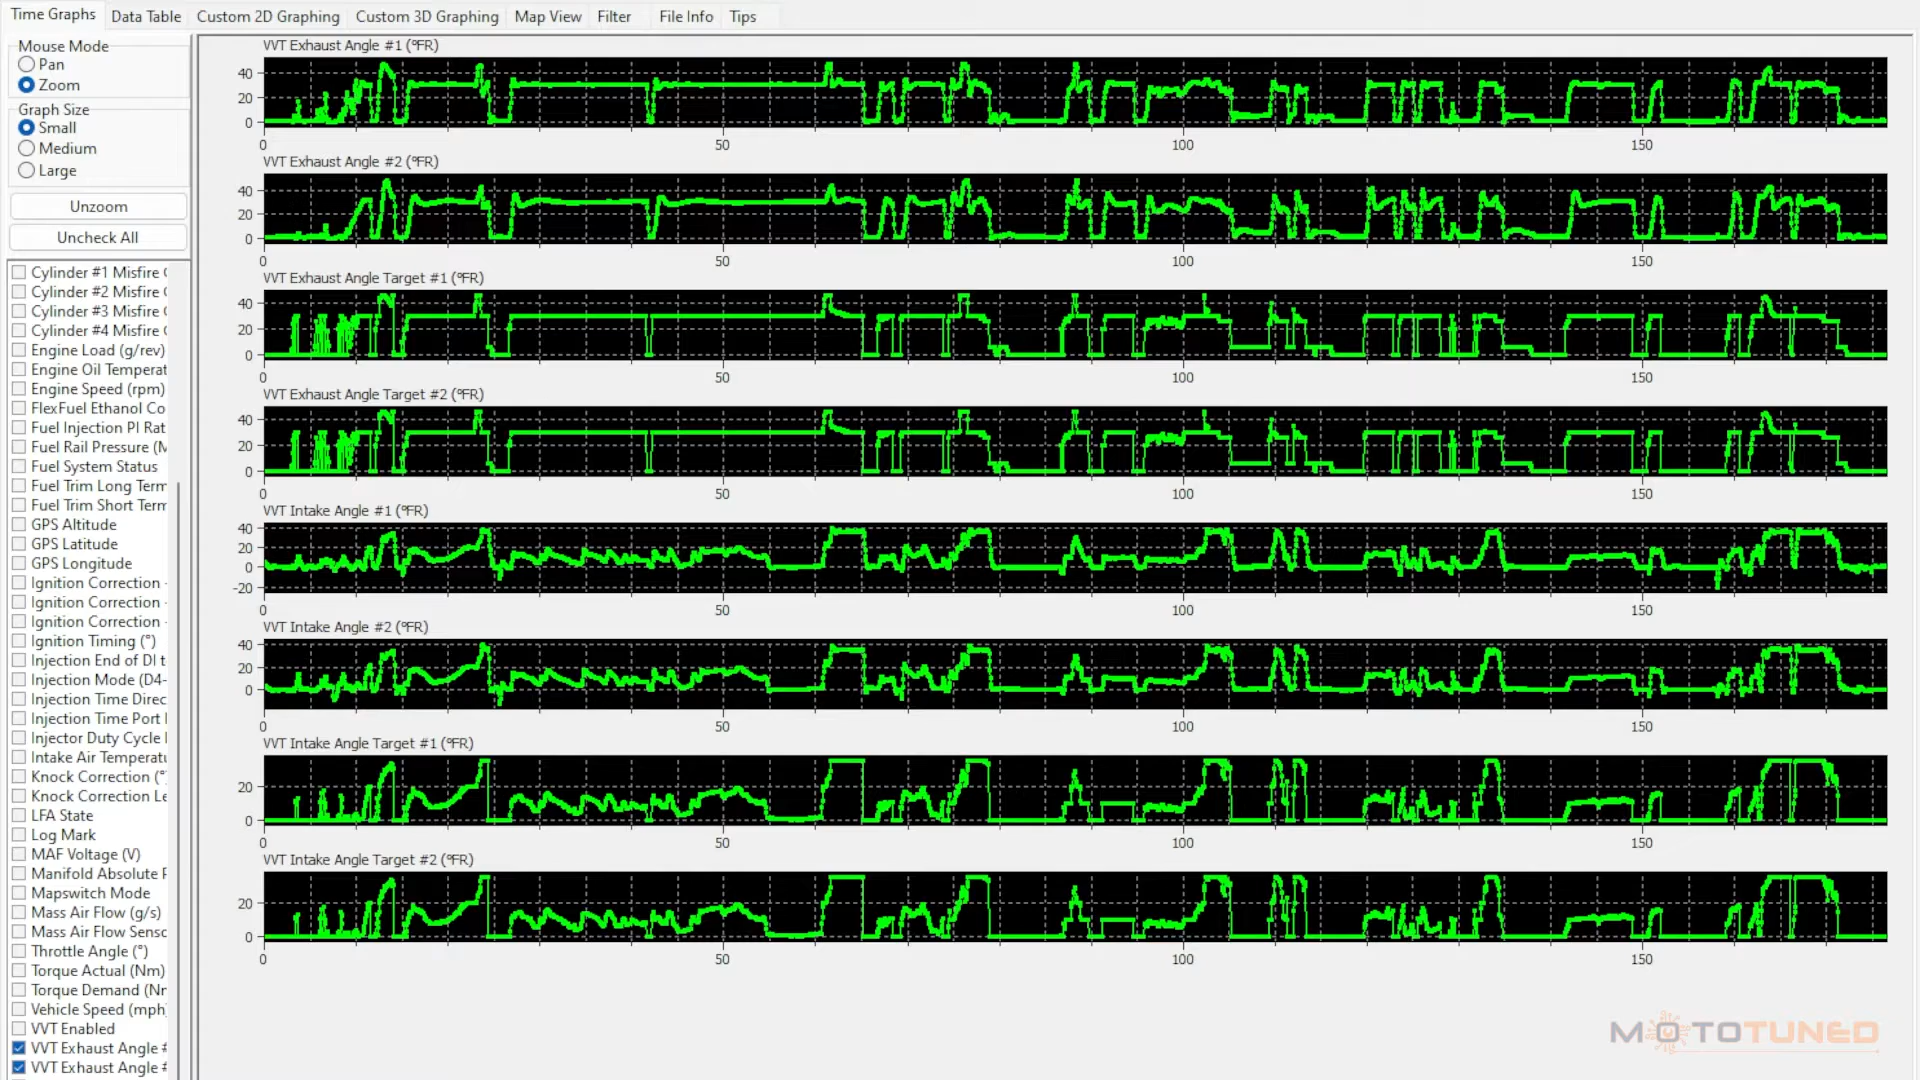 Time Graphs Data Table Custom 2D Graphing Custom 3D Graphing Map View Filter File Info Tips
Mouse Mode
Pan
Zoom
Graph Size
Small
Medium
Large
Unzoom
Uncheck All
Cylinder #1 Misfire
Cylinder #2 Misfire
Cylinder #3 Misfire
Cylinder #4 Misfire
Engine Load (g/rev)
Engine Oil Temperat
Engine Speed (rpm)
FlexFuel Ethanol Co
Fuel Injection PI Rat
Fuel Rail Pressure (M
Fuel System Status
Fuel Trim Long Term
Fuel Trim Short Term
GPS Altitude
GPS Latitude
GPS Longitude
Ignition Correction
Ignition Correction
Ignition Correction
Ignition Timing (°)
Injection End of DI t
Injection Mode (D4-
Injection Time Direc
Injection Time Port
Injector Duty Cycle
Intake Air Temperatu
Knock Correction (°
Knock Correction Le
LFA State
Log Mark
MAF Voltage (V)
Manifold Absolute P
Mapswitch Mode
Mass Air Flow (g/s)
Mass Air Flow Senso
Throttle Angle (°)
Torque Actual (Nm)
Torque Demand (Nr
Vehicle Speed (mph
VVT Enabled
VVT Exhaust Angle #
VVT Exhaust Angle #
VVT Exhaust Angle #1 (°FR)
40
20
0
0 50 100 150
VVT Exhaust Angle #2 (°FR)
40
20
0
0 50 100 150
VVT Exhaust Angle Target #1 (°FR)
40
20
0
0 50 100 150
VVT Exhaust Angle Target #2 (°FR)
40
20
0
0 50 100 150
VVT Intake Angle #1 (°FR)
40
20
0
-20
0 50 100 150
VVT Intake Angle #2 (°FR)
40
20
0
0 50 100 150
VVT Intake Angle Target #1 (°FR)
20
0
0 50 100 150
VVT Intake Angle Target #2 (°FR)
20
0
0 50 100 150
MOTOTUNED